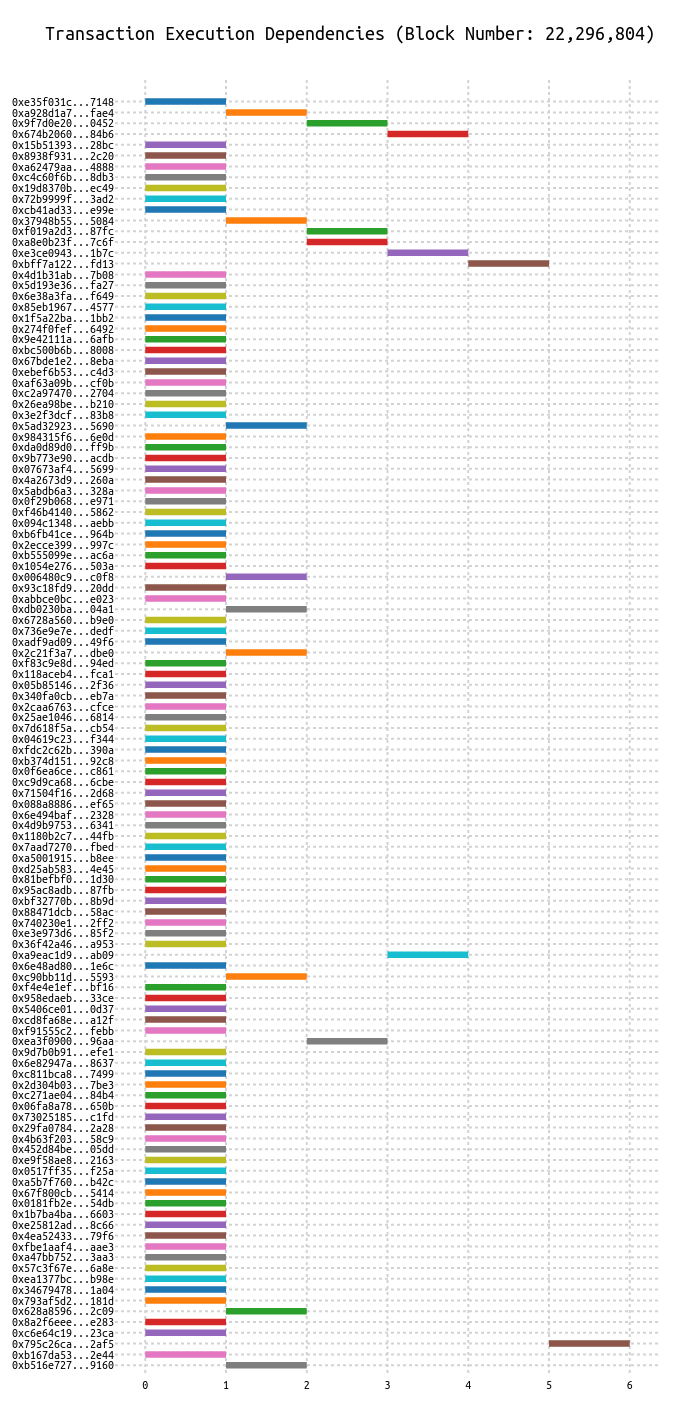 Transaction Execution Dependencies (Block Number: 22,296,804)
0xe35f031c...7148
0xa928d1a7...fae4
0x9f7d0e20...0452
0x674b2060...84b6
0x15b51393...28bc
0x8938f931...2c20
0xa62479aa...4888
0xc4c60f6b...8db3
0x19d8370b...ec49
0x72b9999f...3ad2
0xcb41ad33...e99e
0x37948b55...5084
0xf019a2d3...87fc
0xa8e0b23f...7c6f
0xe3ce0943...1b7c
0xbff7a122...fd13
0x4d1b31ab...7b08
0x5d193e36...fa27
0x6e38a3fa...f649
0x85eb1967...4577
0x1f5a22ba...1bb2
0x274f0fef...6492
0x9e42111a...6afb
0xbc500b6b...8008
0x67bde1e2...8eba
0xebef6b53...c4d3
0xaf63a09b...cf0b
0xc2a97470...2704
0x26ea98be...b210
0x3e2f3dcf...83b8
0x5ad32923...5690
0x984315f6...6e0d
0xda0d89d0...ff9b
0x9b773e90...acdb
0x07673af4...5699
0x4a2673d9...260a
0x5abdb6a3...328a
0x0f29b068...e971
0xf46b4140...5862
0x094c1348...aebb
0xb6fb41ce...964b
0x2ecce399...997c
0xb555099e...ac6a
0x1054e276...503a
0x006480c9...c0f8
0x93c18fd9...20dd
0xabbce0bc...e023
0xdb0230ba...04a1
0x6728a560...b9e0
0x736e9e7e...dedf
0xadf9ad09...49f6
0x2c21f3a7...dbe0
0xf83c9e8d...94ed
0x118aceb4...fca1
0x05b85146...2f36
0x340fa0cb...eb7a
0x2caa6763...cfce
0x25ae1046...6814
0x7d618f5a...cb54
0x04619c23...f344
0xfdc2c62b...390a
0xb374d151...92c8
0x0f6ea6ce...c861
0xc9d9ca68...6cbe
0x71504f16...2d68
0x088a8886...ef65
0x6e494baf...2328
0x4d9b9753...6341
0x1180b2c7...44fb
0x7aad7270...fbed
0xa5001915...b8ee
0xd25ab583...4e45
0x81befbf0...1d30
0x95ac8adb...87fb
0xbf32770b...8b9d
0x88471dcb...58ac
0x740230e1...2ff2
0xe3e973d6...85f2
0x36f42a46...a953
0xa9eac1d9...ab09
0x6e48ad80...1e6c
0xc90bb11d...5593
0xf4e4e1ef...bf16
0x958edaeb...33ce
0x5406ce01...0d37
0xcd8fa68e...a12f
0xf91555c2...febb
0xea3f0900...96aa
0x9d7b0b91...efe1
0x6e82947a...8637
0xc811bca8...7499
0x2d304b03...7be3
0xc271ae04...84b4
0x06fa8a78...650b
0x73025185...c1fd
0x29fa0784...2a28
0x4b63f203...58c9
0x452d84be...05dd
0xe9f58ae8...2163
0x0517ff35...f25a
0xa5b7f760...b42c
0x67f800cb...5414
0x0181fb2e...54db
0x1b7ba4ba...6603
0xe25812ad...8c66
0x4ea52433...79f6
0xfbe1aaf4...aae3
0xa47bb752...3aa3
0x57c3f67e...6a8e
0xea1377bc...b98e
0x34679478...1a04
0x793af5d2...181d
0x628a8596...2c09
0x8a2f6eee...e283
0xc6e64c19...23ca
0x795c26ca...2af5
0xb167da53...2e44
0xb516e727...9160
0 1 2 3 4 5 6